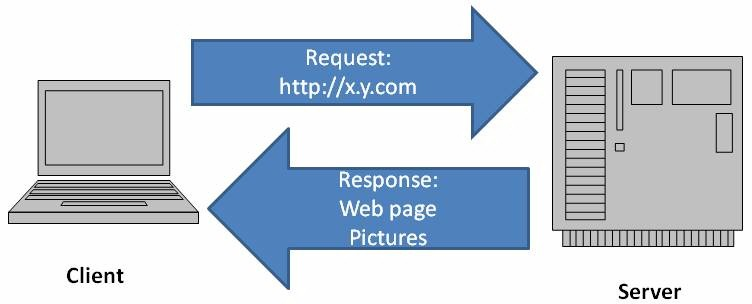 Request:
http://x.y.com
Response:
Web page
Pictures
Client
Server